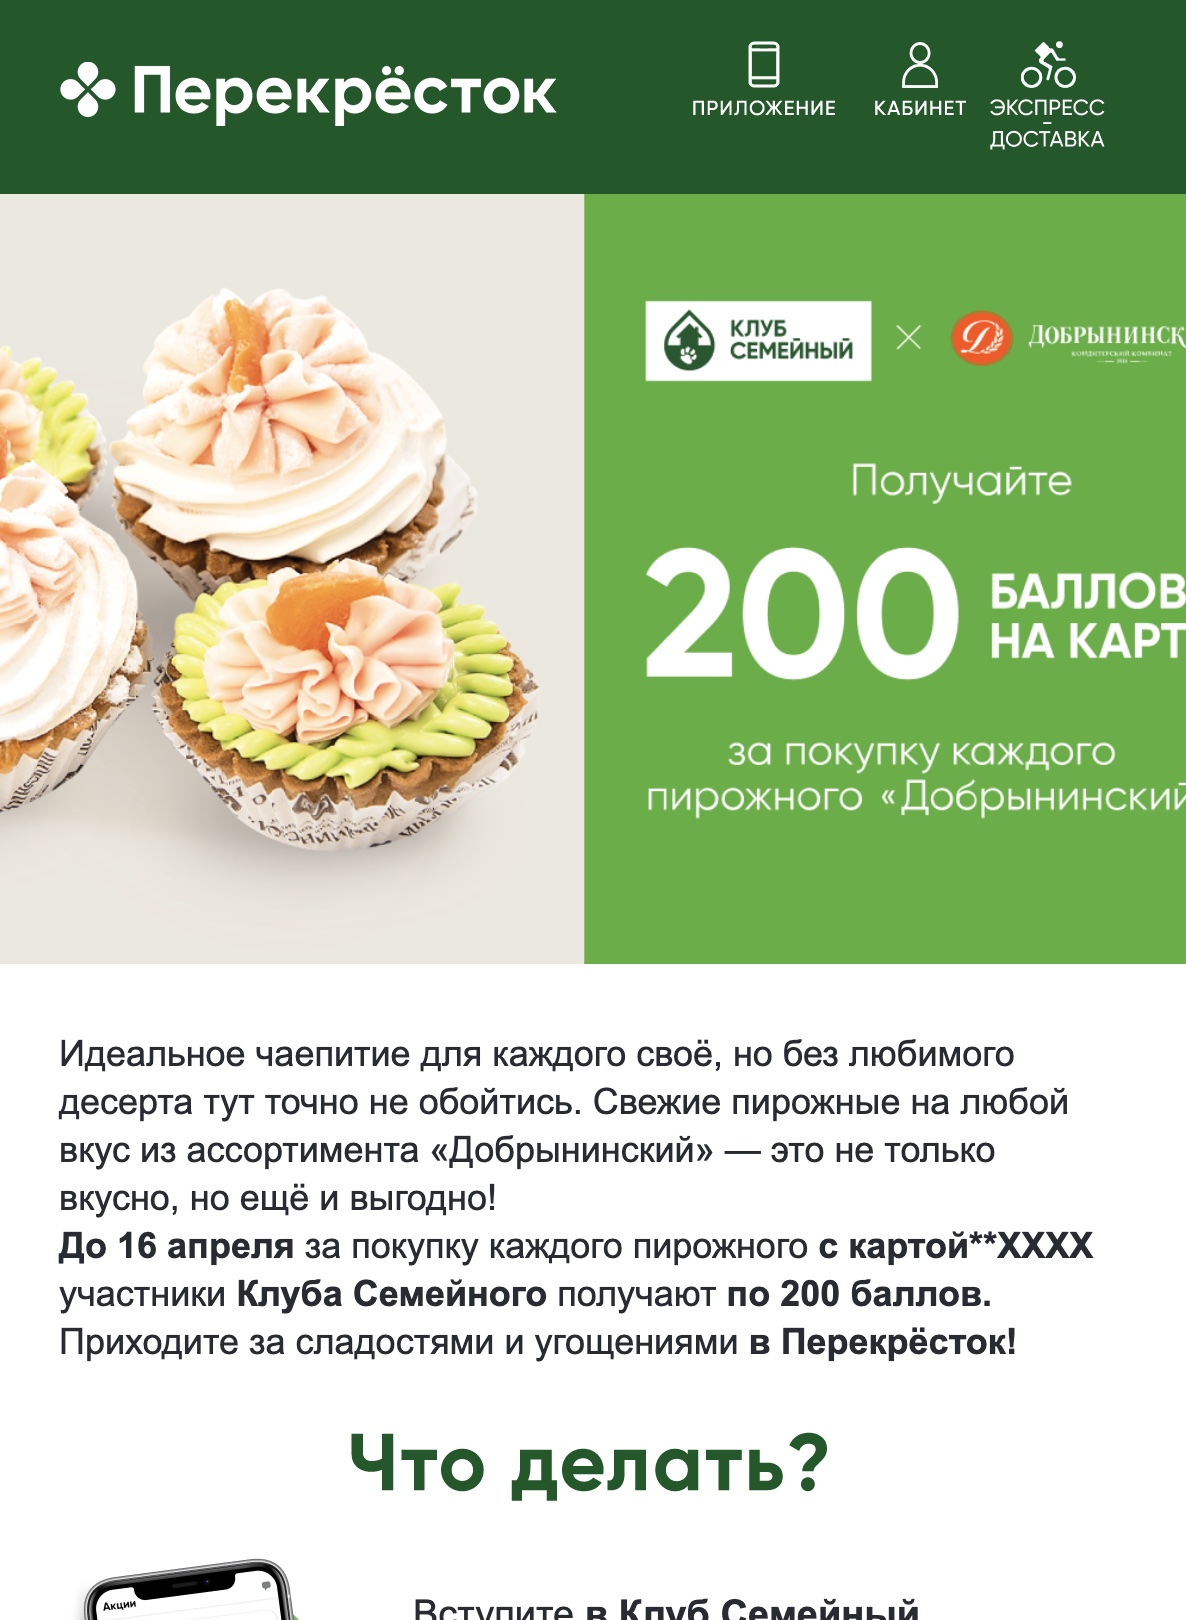 Перекрёсток
ПРИЛОЖЕНИЕ
КАБИНЕТ
ЭКСПРЕСС
-
ДОСТАВКА
КЛУБ
СЕМЕЙНЫЙ
ДОБРЫНИНСК
КОНДИТЕРСКИЙ КОМБИНАТ
Получайте
200 БАЛЛОВ
НА КАРТ
за покупку каждого
пирожного «Добрынинский
Идеальное чаепитие для каждого своё, но без любимого
десерта тут точно не обойтись. Свежие пирожные на любой
вкус из ассортимента «Добрынинский» — это не только
вкусно, но ещё и выгодно!
До 16 апреля за покупку каждого пирожного с картой**XXXX
участники Клуба Семейного получают по 200 баллов.
Приходите за сладостями и угощениями в Перекрёсток!
Что делать?
Акции
Вступите в Клуб Семейный